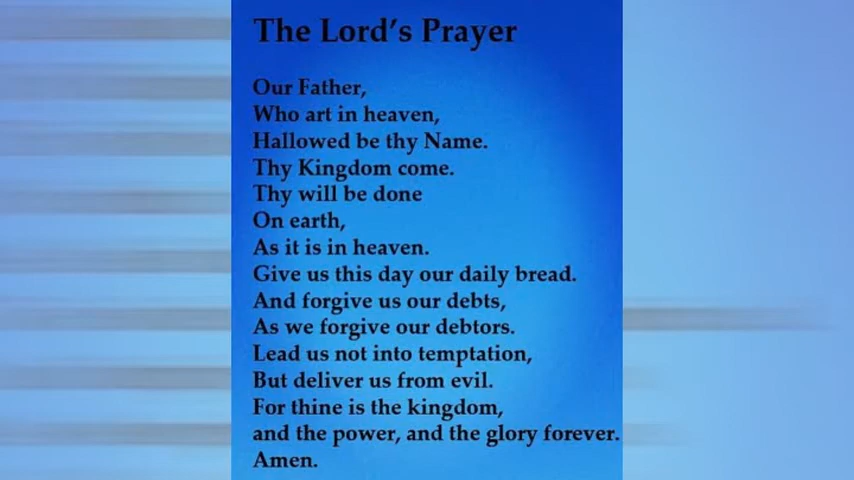 The Lord's Prayer
Our Father,
Who art in heaven,
Hallowed be thy Name.
Thy Kingdom come.
Thy will be done
On earth,
As it is in heaven.
Give us this day our daily bread.
And forgive us our debts,
As we forgive our debtors.
Lead us not into temptation,
But deliver us from evil.
For thine is the kingdom,
and the power, and the glory forever.
Amen.